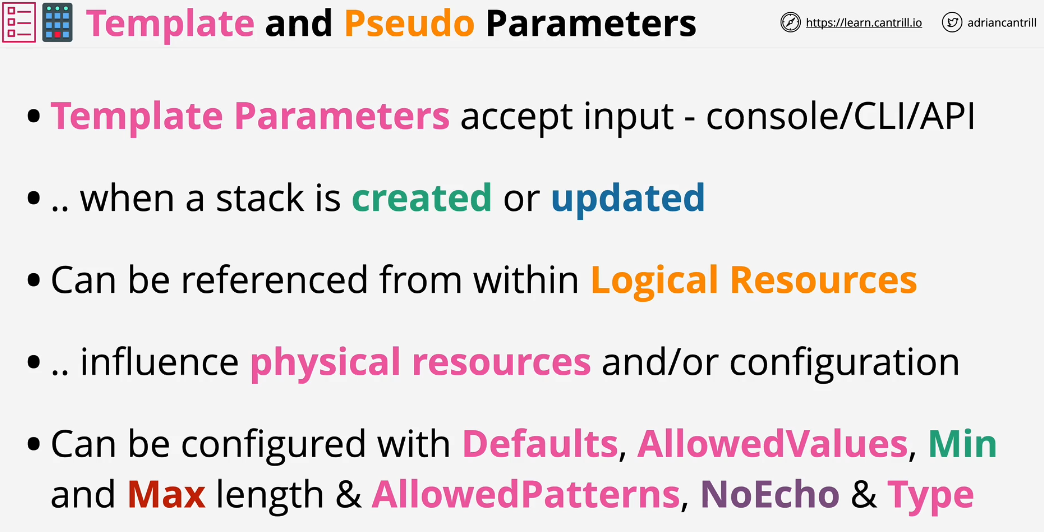 Template and Pseudo Parameters
https://learn.cantrill.io
adriancantrill
• Template Parameters accept input - console/CLI/API
• .. when a stack is created or updated
• Can be referenced from within Logical Resources
• .. influence physical resources and/or configuration
• Can be configured with Defaults, AllowedValues, Min
and Max length & AllowedPatterns, NoEcho & Type